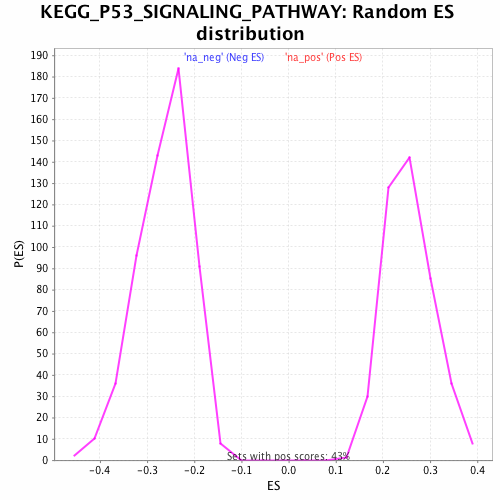 KEGG_P53_SIGNALING_PATHWAY: Random ES
distribution
'na_neg' (Neg ES) 'na_pos' (Pos ES)
190
180
170
160
150
140
130
120
110
100
90
80
70
60
50
40
30
20
10
0
P(ES)
Sets with pos scores: 43%
-0.4 -0.3 -0.2 -0.1 0.0 0.1 0.2 0.3 0.4
ES